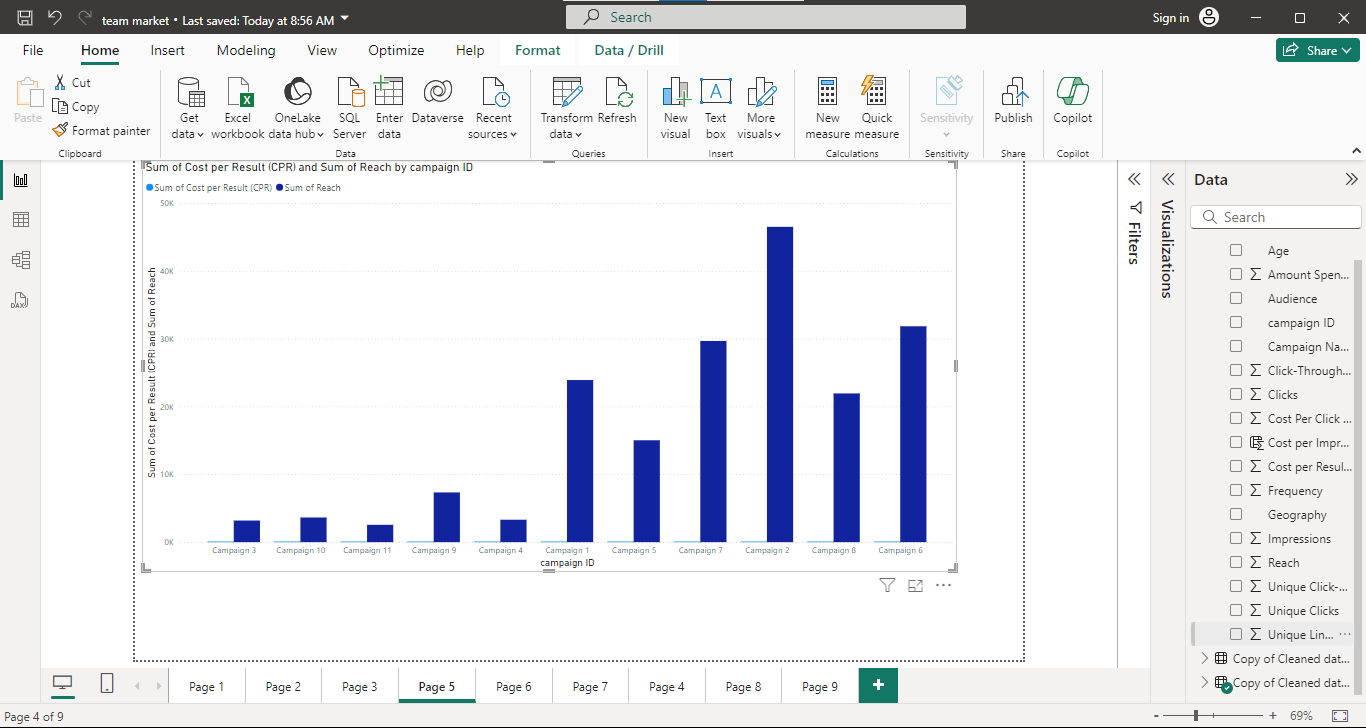 team market • Last saved: Today at 8:56 AM
Search
Sign in
File Home Insert Modeling View Optimize Help Format Data / Drill
Share
Paste
Cut
Copy
Format painter
Get data
Excel workbook
OneLake data hub
SQL Server
Enter data
Dataverse
Recent sources
Transform data
Refresh
New visual
Text box
More visuals
New measure
Quick measure
Sensitivity
Publish
Copilot
Clipboard Data Queries Insert Calculations Sensitivity Share Copilot
DAX
Sum of Cost per Result (CPR) and Sum of Reach by campaign ID
Sum of Cost per Result (CPR) Sum of Reach
Sum of Cost per Result (CPR) and Sum of Reach
50K
40K
30K
20K
10K
0K
Campaign 3 Campaign 10 Campaign 11 Campaign 9 Campaign 4 Campaign 1 Campaign 5 Campaign 7 Campaign 2 Campaign 8 Campaign 6
campaign ID
Filters
Visualizations
Data
Search
Age
Amount Spen...
Audience
campaign ID
Campaign Na...
Click-Through...
Clicks
Cost Per Click ...
Cost per Impr...
Cost per Resul...
Frequency
Geography
Impressions
Reach
Unique Click-...
Unique Clicks
Unique Lin...
Copy of Cleaned dat...
Copy of Cleaned dat...
Page 1 Page 2 Page 3 Page 5 Page 6 Page 7 Page 4 Page 8 Page 9 +
Page 4 of 9
- + 69%